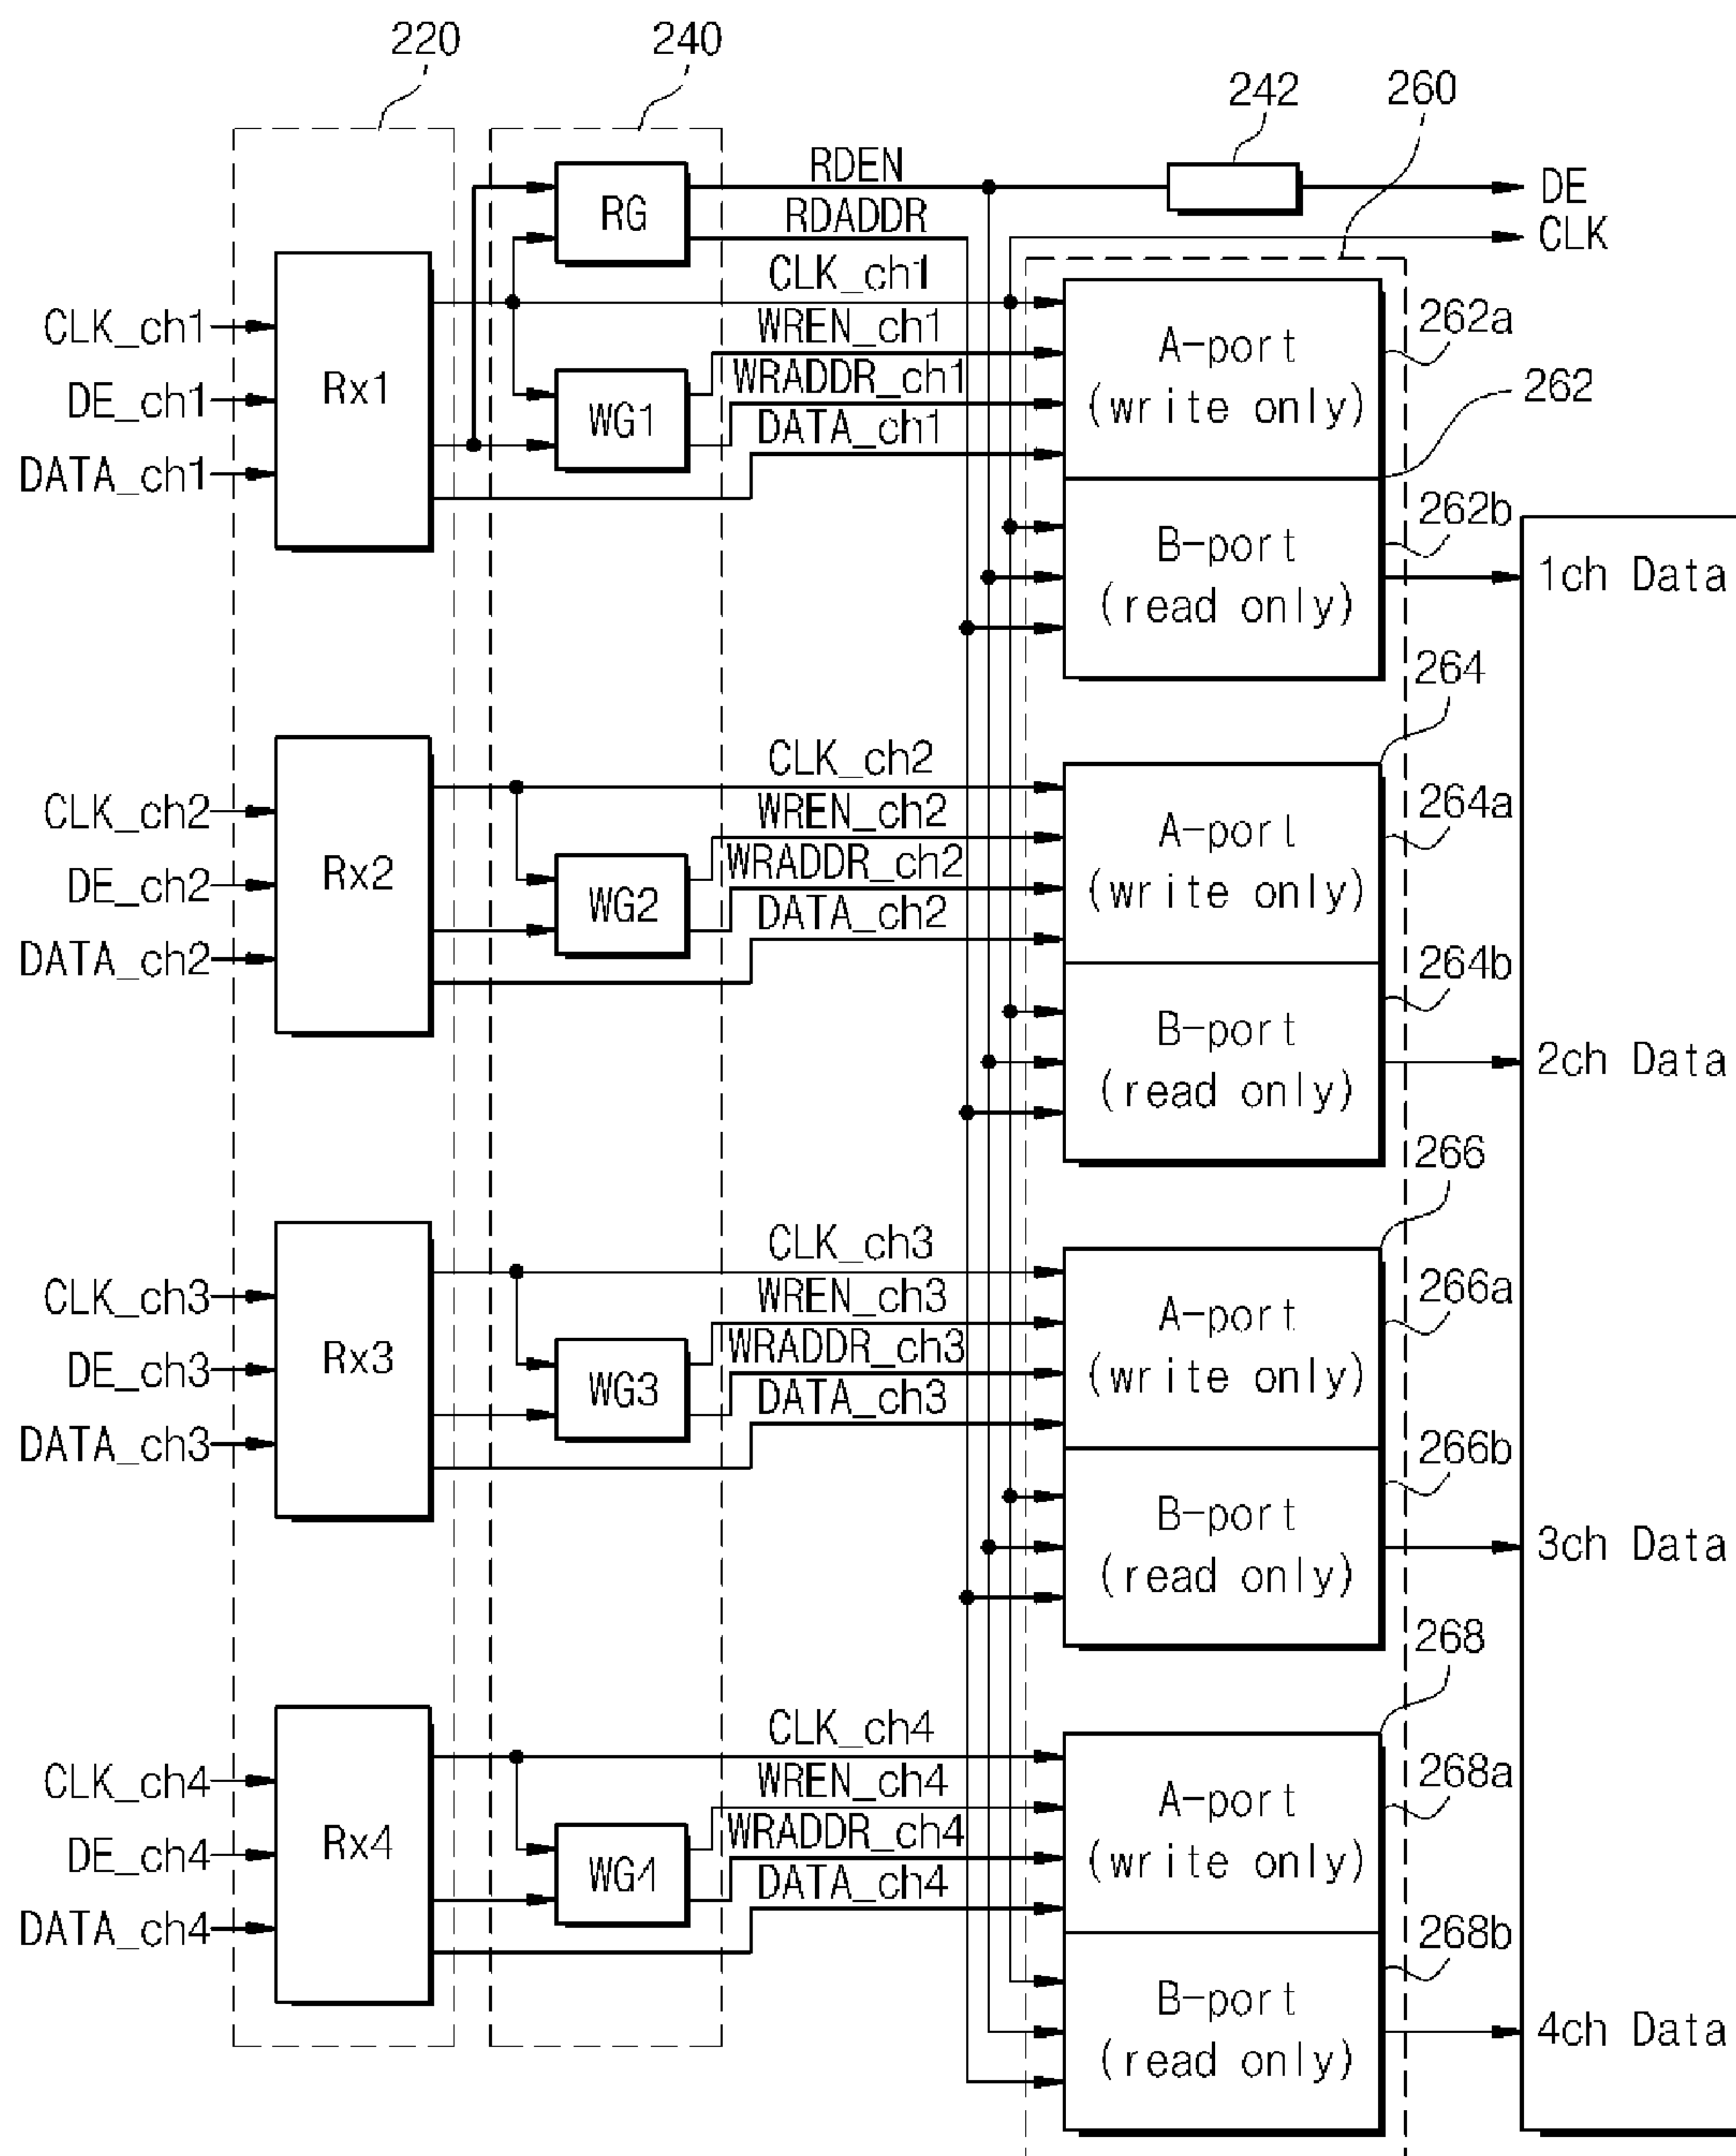 220
240
242
260
RDEN
DE
RG
RDADDR
CLK
CLK_ch1
CLK_ch1
WREN_ch1
A-port
262a
DE_ch1
Rx1
WRADDR_ch1
(write only)
262
WG1
DATA_ch1
DATA_ch1
262b
B-port
1ch Data
(read only)
264
CLK_ch2
CLK_ch2
WREN_ch2
A-port
264a
DE_ch2
Rx2
WRADDR_ch2
(write only)
WG2
DATA_ch2
DATA_ch2
264b
B-port
2ch Data
(read only)
266
CLK_ch3
CLK_ch3
WREN_ch3
A-port
266a
DE_ch3
Rx3
WRADDR_ch3
(write only)
WG3
DATA_ch3
DATA_ch3
266b
B-port
3ch Data
(read only)
268
CLK_ch4
CLK_ch4
WREN_ch4
A-port
268a
DE_ch4
Rx4
WRADDR_ch4
(write only)
WG4
DATA_ch4
DATA_ch4
268b
B-port
4ch Data
(read only)